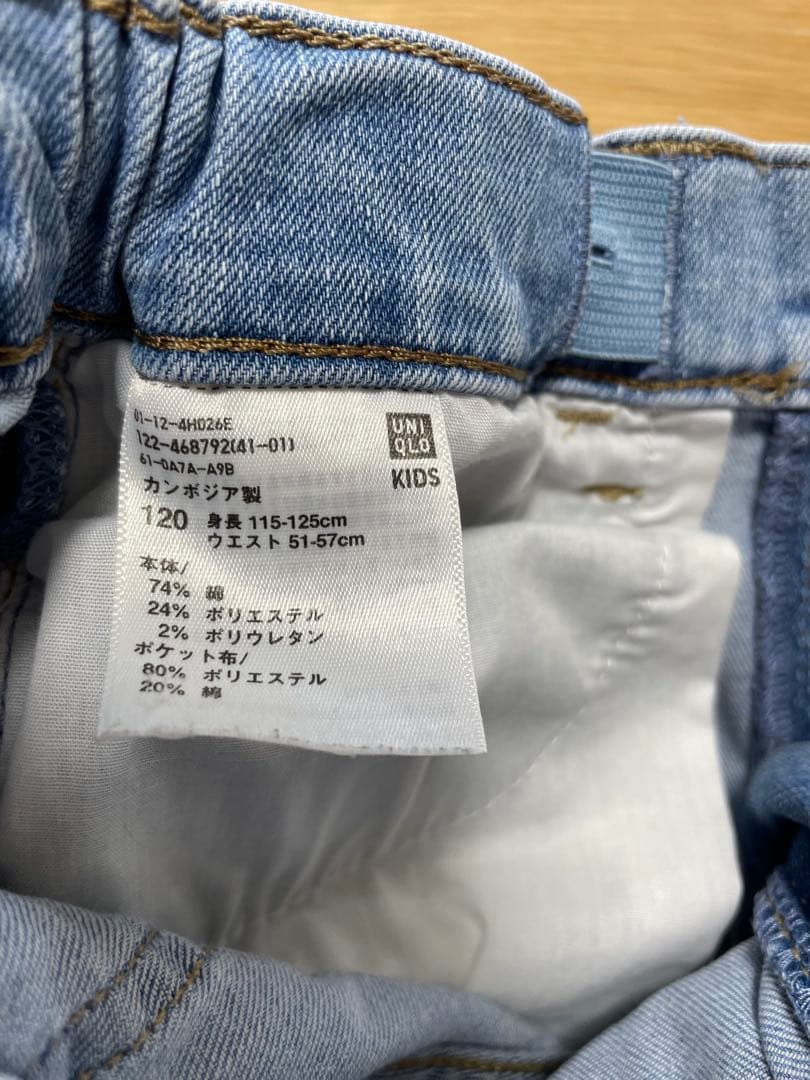 01-12-4H026E
122-468792(41-01)
61-0A7A-A9B
カンボジア製
UNI
QLO
KIDS
120 身長 115-125cm
ウエスト 51-57cm
本体/
74% 綿
24% ポリエステル
2% ポリウレタン
ポケット布/
80% ポリエステル
20% 綿